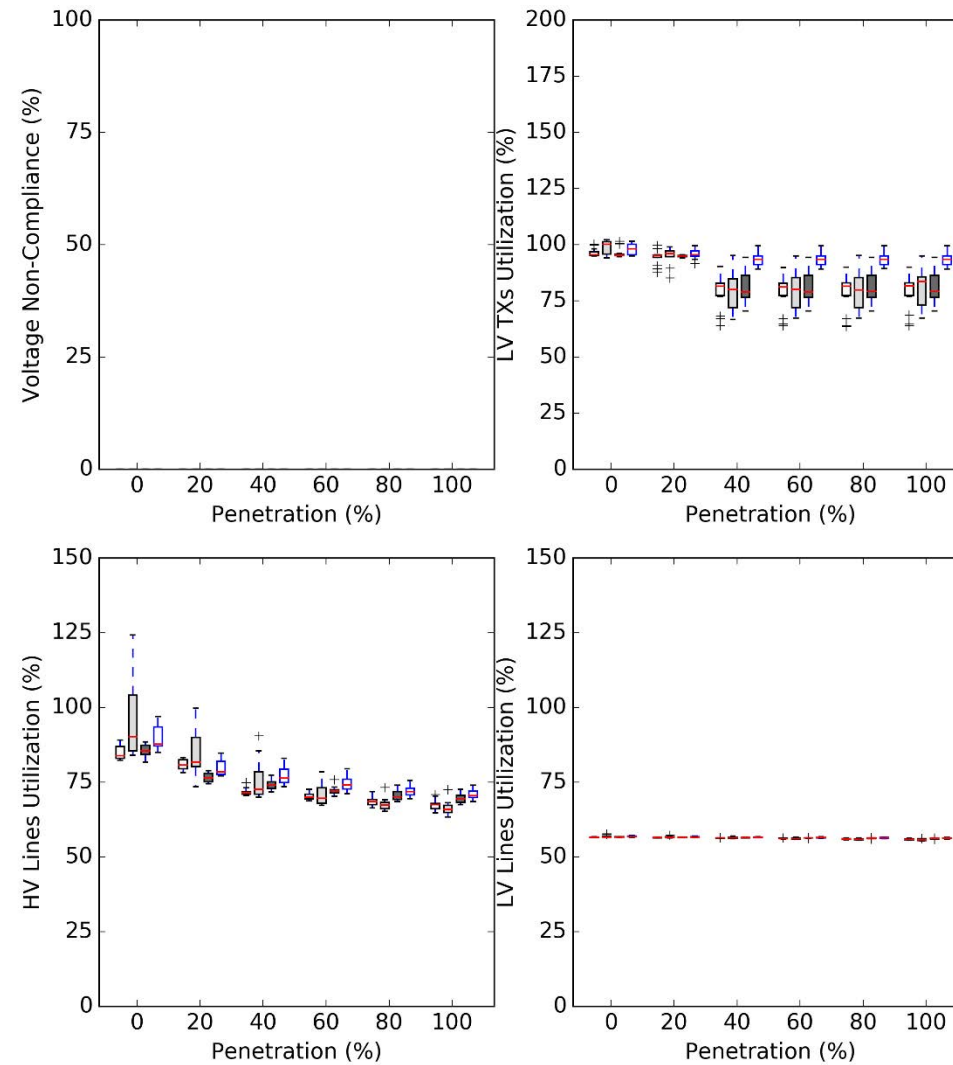 Voltage Non-Compliance (%)
100
75
50
25
0
0 20 40 60 80 100
Penetration (%)
LV TXs Utilization (%)
200
175
150
125
100
75
50
25
0
0 20 40 60 80 100
Penetration (%)
HV Lines Utilization (%)
150
125
100
75
50
25
0
0 20 40 60 80 100
Penetration (%)
LV Lines Utilization (%)
150
125
100
75
50
25
0
0 20 40 60 80 100
Penetration (%)